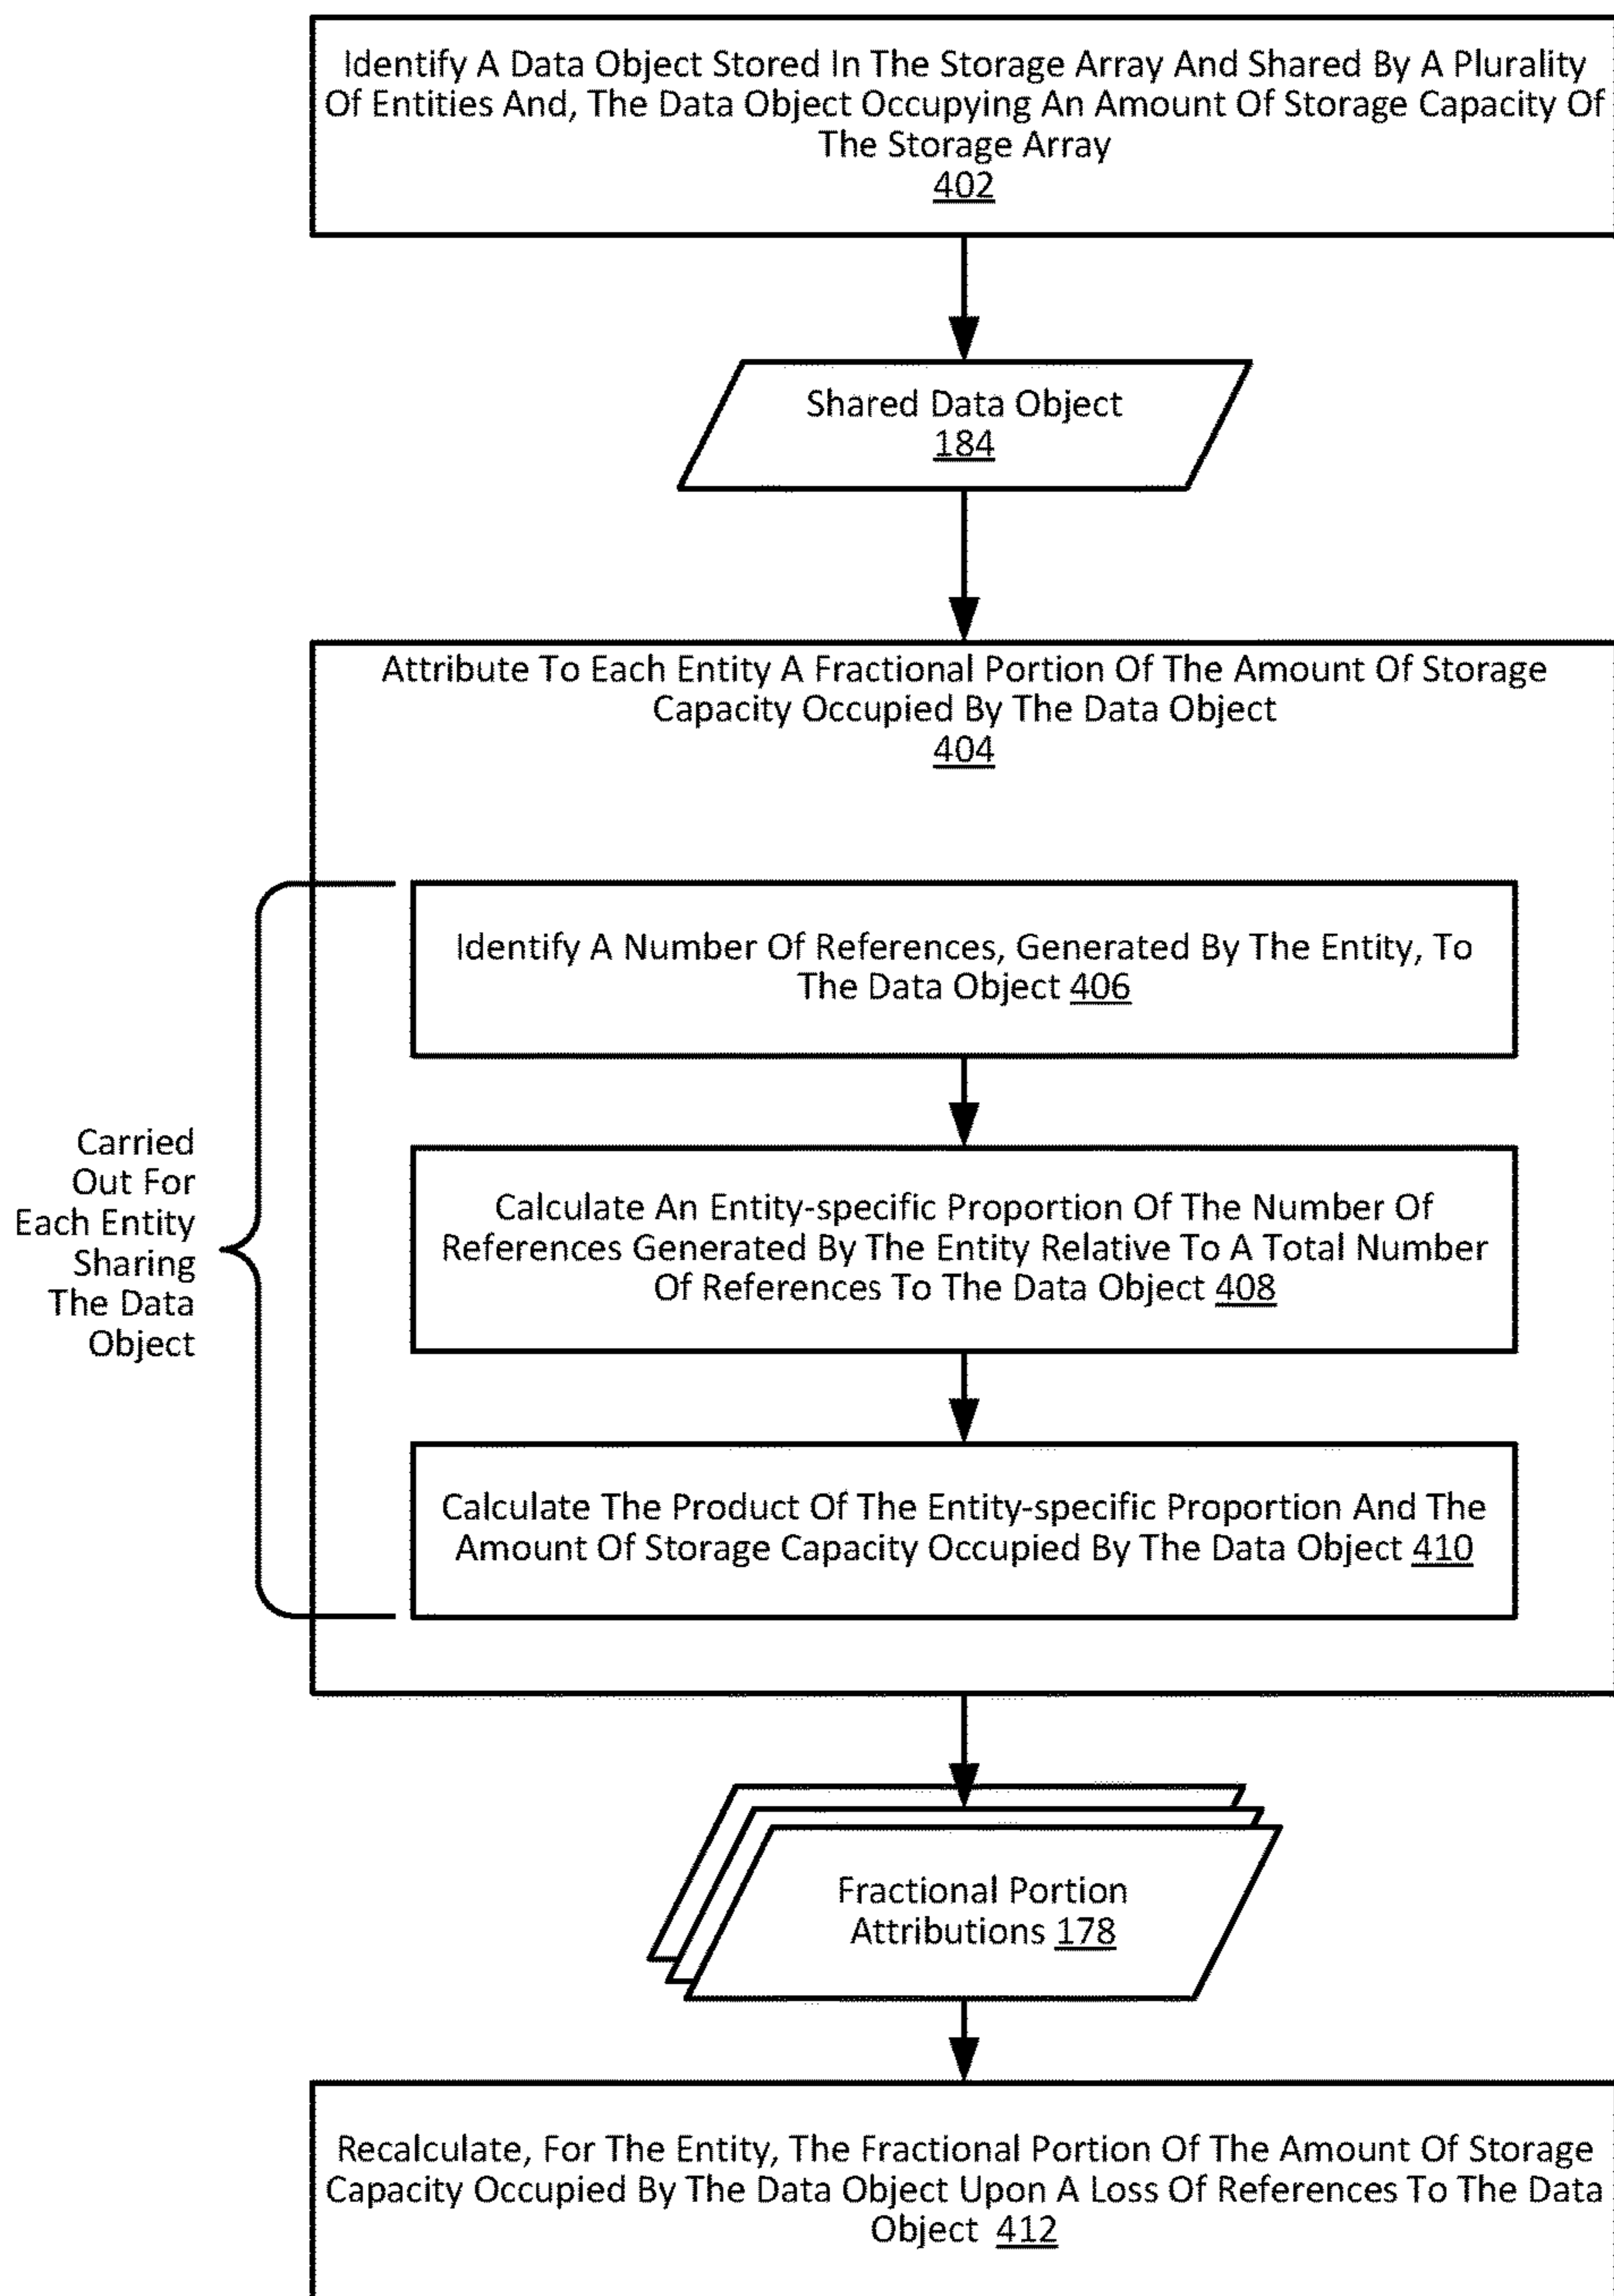 Identify A Data Object Stored In The Storage Array And Shared By A Plurality
Of Entities And, The Data Object Occupying An Amount Of Storage Capacity Of
The Storage Array
402
Shared Data Object
184
Attribute To Each Entity A Fractional Portion Of The Amount Of Storage
Capacity Occupied By The Data Object
404
Carried
Out For
Each Entity
Sharing
The Data
Object
Identify A Number Of References, Generated By The Entity, To
The Data Object 406
Calculate An Entity-specific Proportion Of The Number Of
References Generated By The Entity Relative To A Total Number
Of References To The Data Object 408
Calculate The Product Of The Entity-specific Proportion And The
Amount Of Storage Capacity Occupied By The Data Object 410
Fractional Portion
Attributions 178
Recalculate, For The Entity, The Fractional Portion Of The Amount Of Storage
Capacity Occupied By The Data Object Upon A Loss Of References To The Data
Object 412